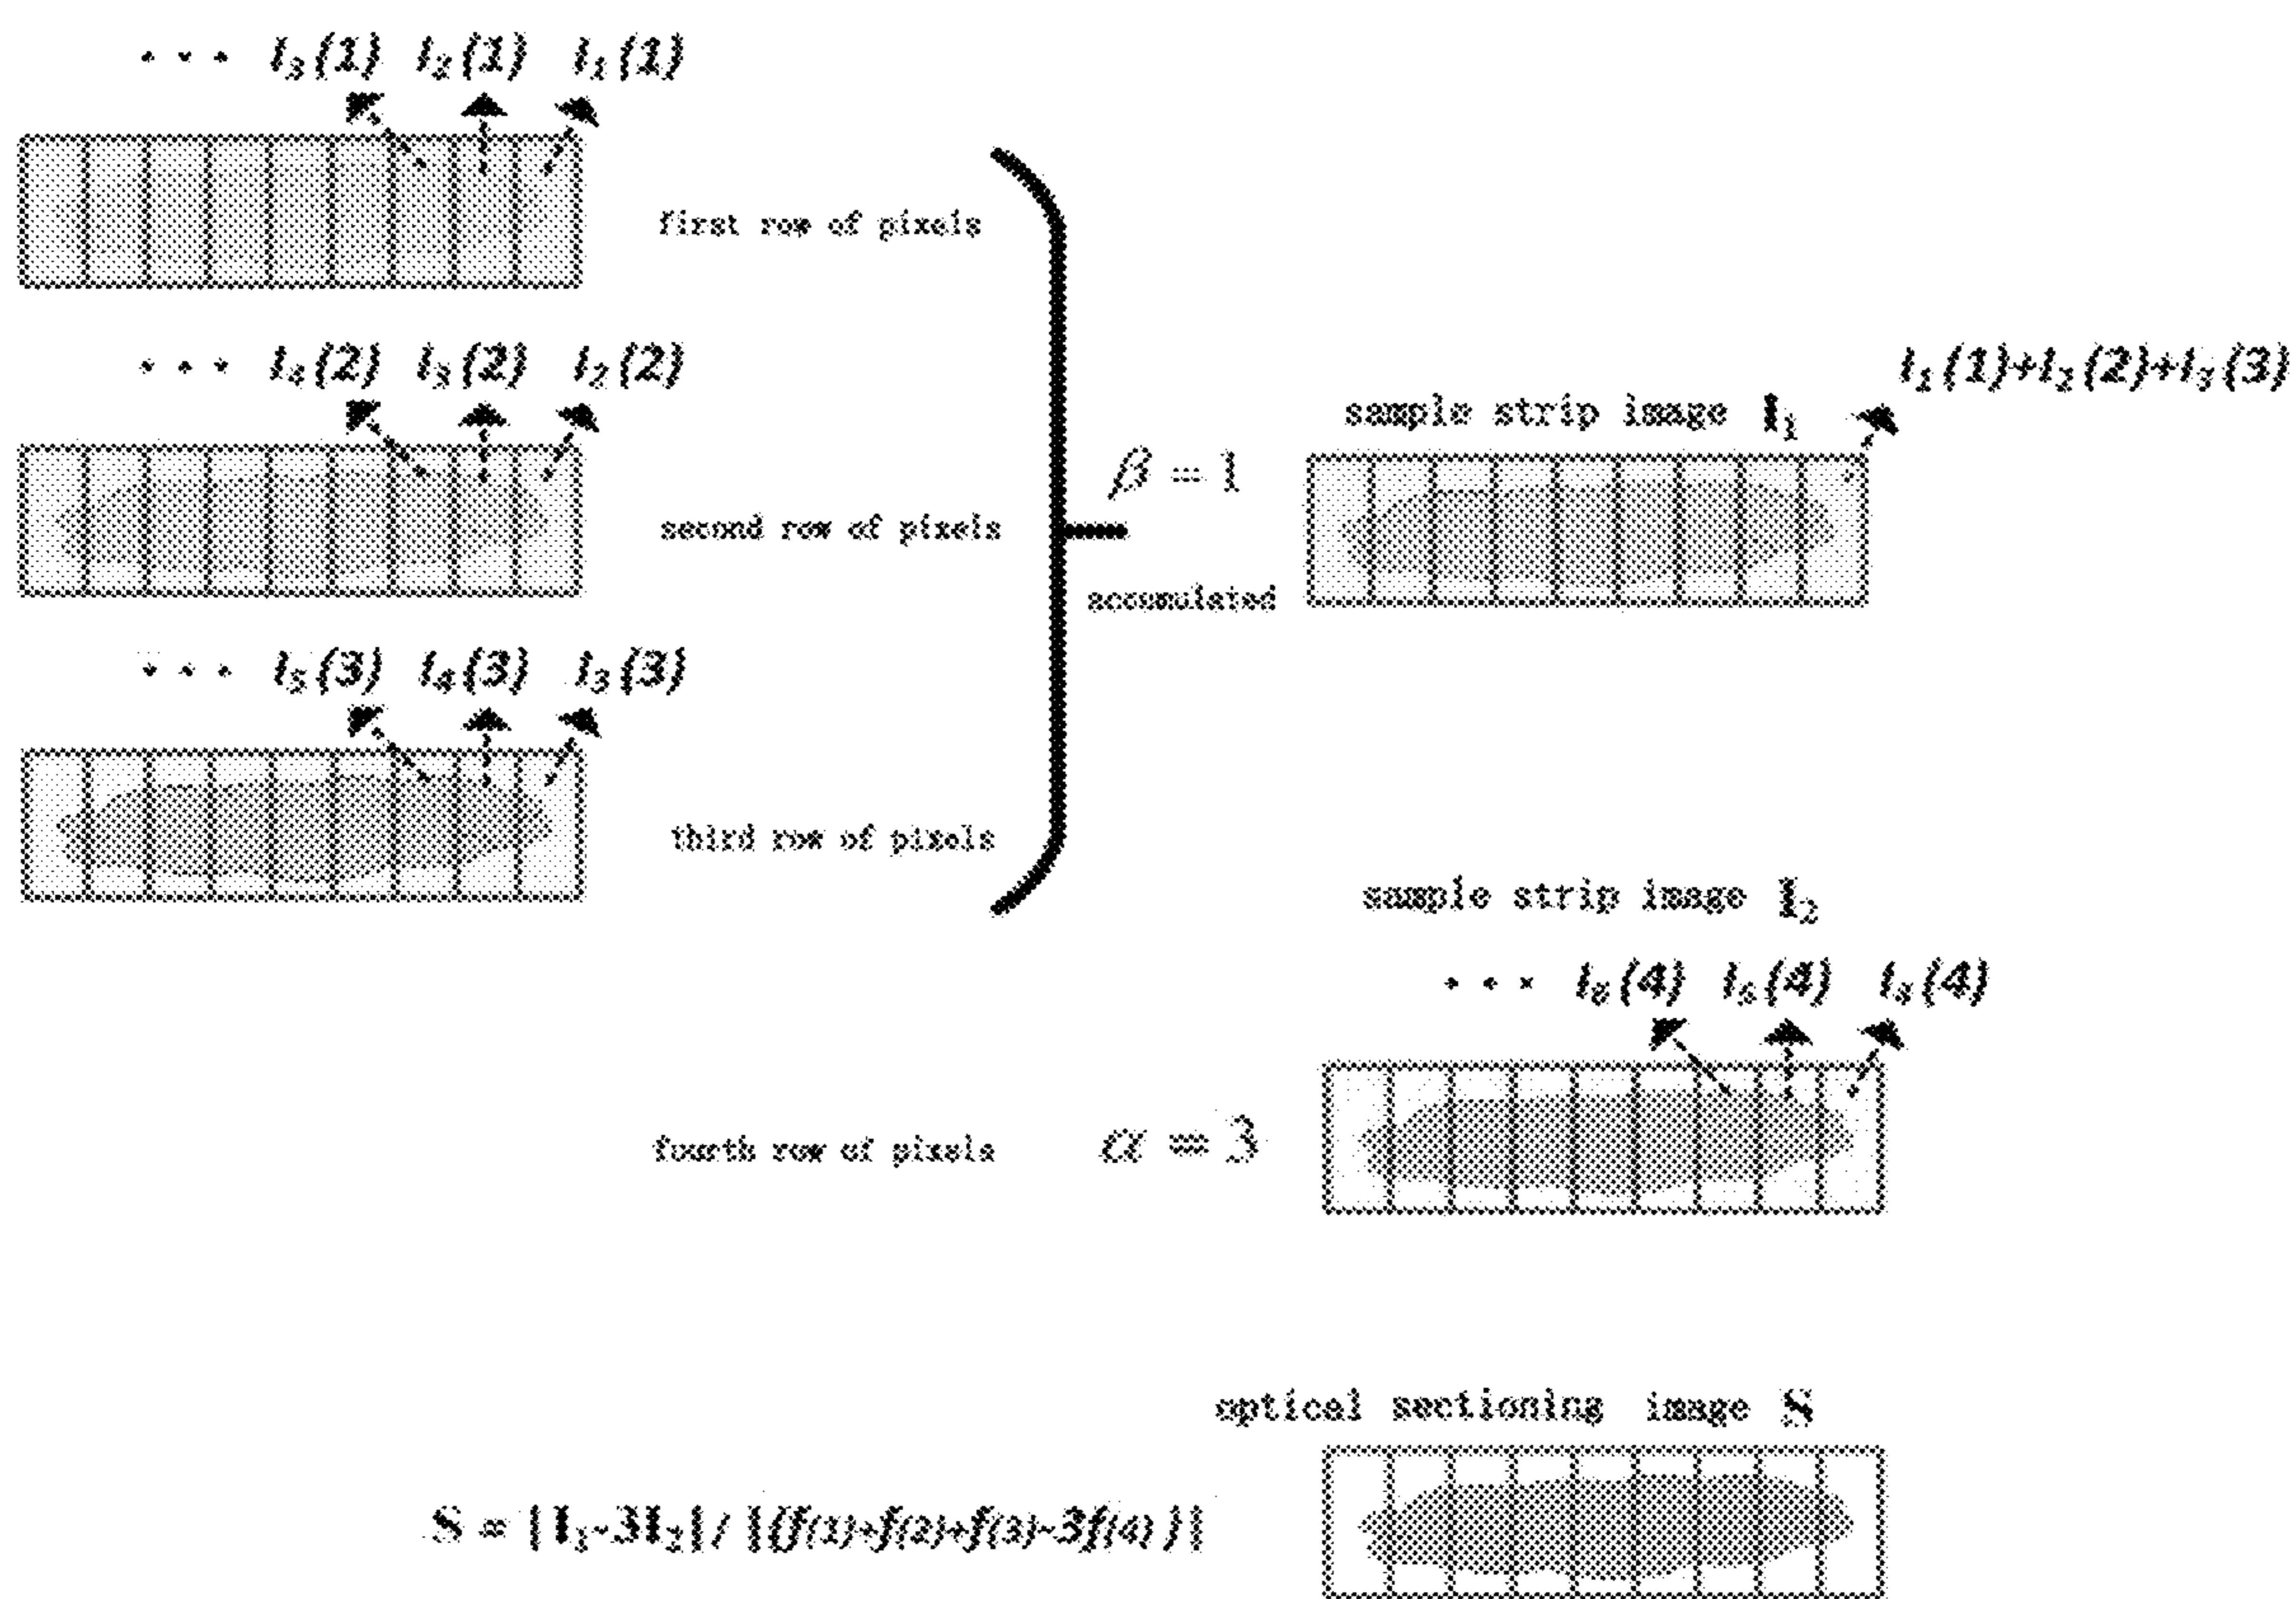 · · · I₃(1) I₂(1) I₁(1)
first row of pixels
· · · I₄(2) I₃(2) I₂(2)
I₁(1)+I₂(2)+I₃(3)
sample strip image I₁
β = 1
second row of pixels
accumulated
· · · I₅(3) I₄(3) I₃(3)
third row of pixels
sample strip image I₂
· · · I₆(4) I₅(4) I₄(4)
fourth row of pixels
α = 3
optical sectioning image S
S = |I₁-3I₂| / |(f(1)+f(2)+f(3)-3f(4))|